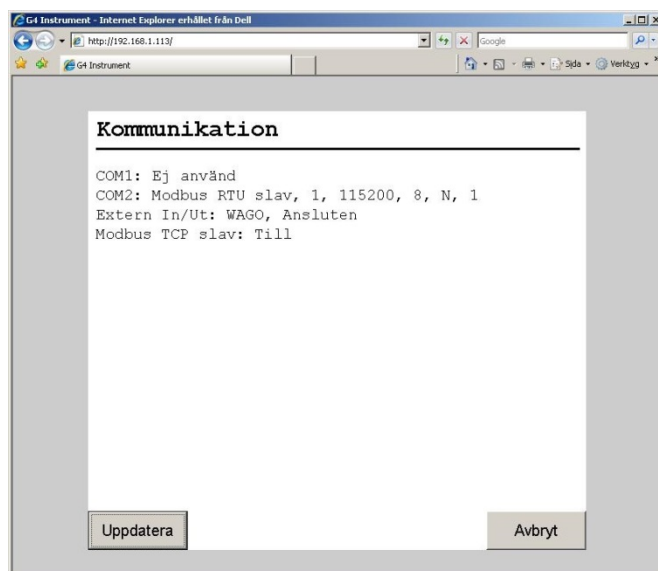 G4 Instrument - Internet Explorer erhållet från Dell
http://192.168.1.113/
Google
G4 Instrument
Sida
Verktyg
Kommunikation
COM1: Ej använd
COM2: Modbus RTU slav, 1, 115200, 8, N, 1
Extern In/Ut: WAGO, Ansluten
Modbus TCP slav: Till
Uppdatera
Avbryt